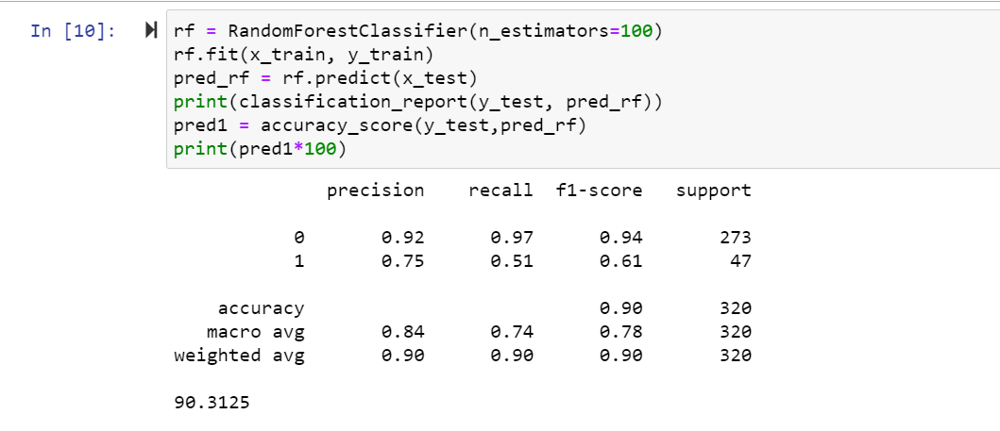 In [10]: rf = RandomForestClassifier(n_estimators=100)
rf.fit(x_train, y_train)
pred_rf = rf.predict(x_test)
print(classification_report(y_test, pred_rf))
pred1 = accuracy_score(y_test,pred_rf)
print(pred1*100)
precision recall f1-score support
0 0.92 0.97 0.94 273
1 0.75 0.51 0.61 47
accuracy 0.90 320
macro avg 0.84 0.74 0.78 320
weighted avg 0.90 0.90 0.90 320
90.3125